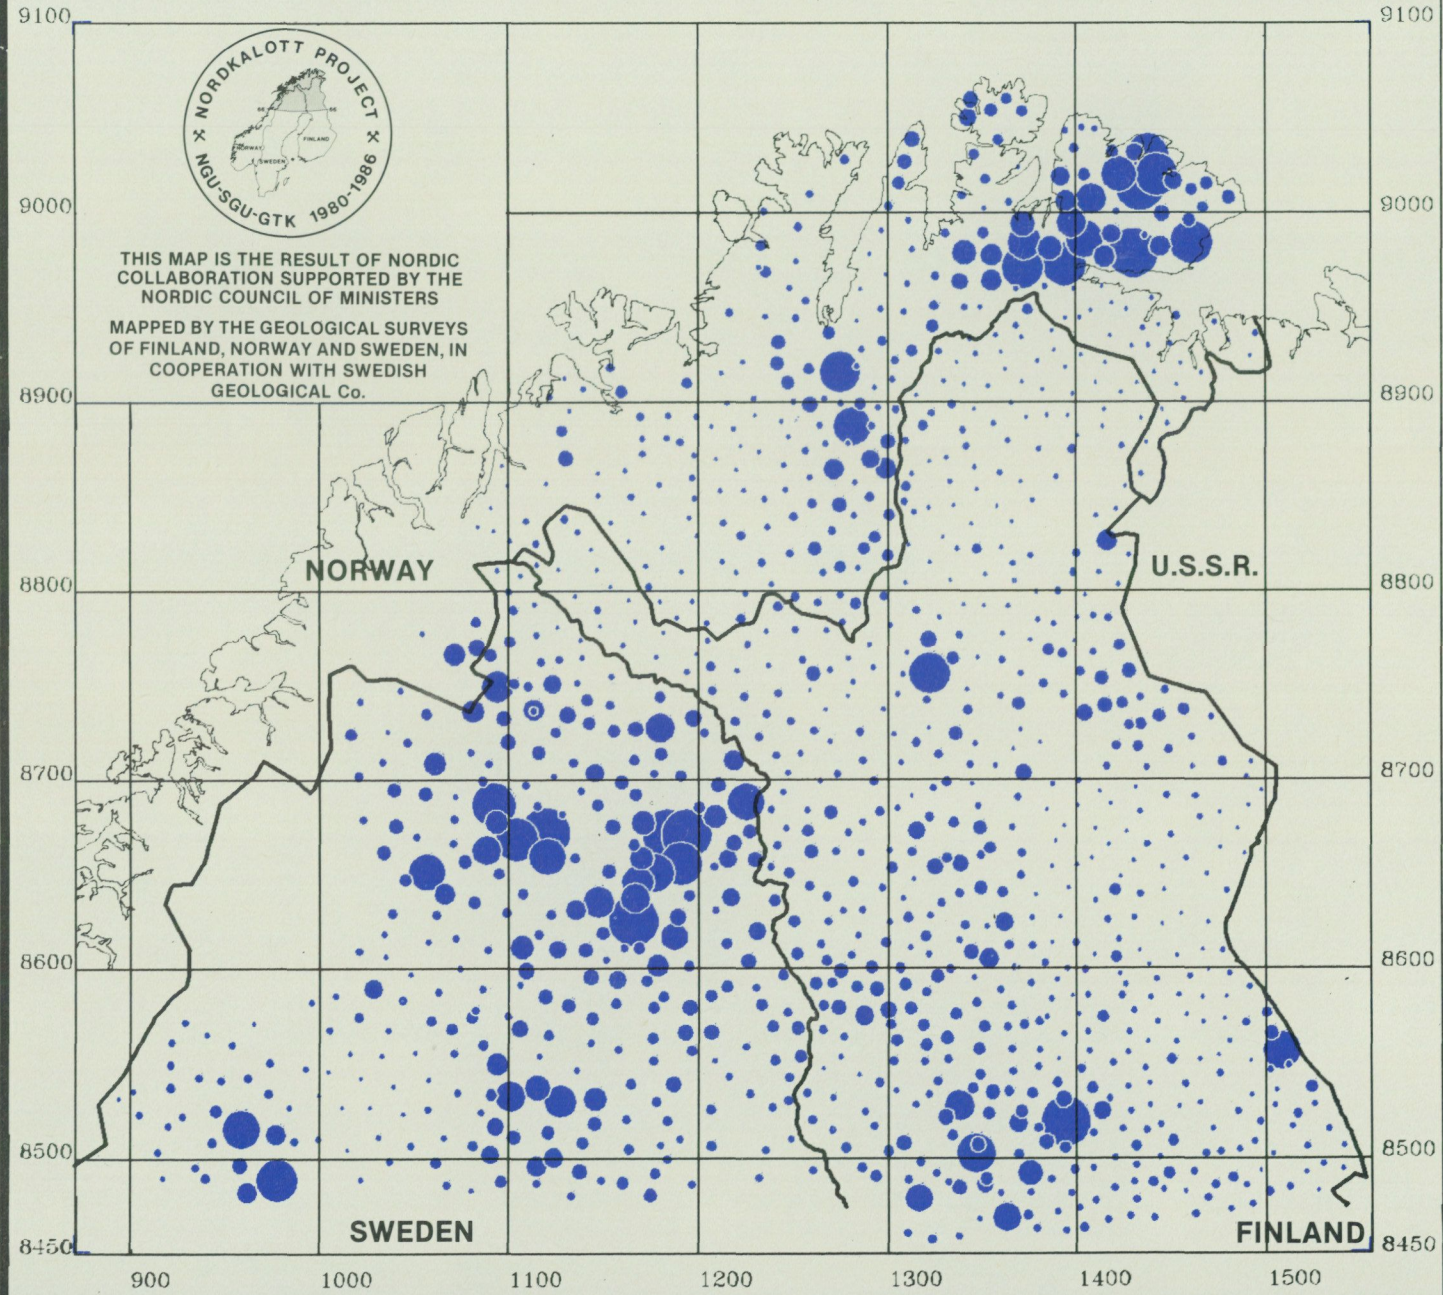 9100
9100
NORDKALOTT PROJECT
NGU-SGU-GTK 1980-1986
66
66
NORWAY
SWEDEN
FINLAND
THIS MAP IS THE RESULT OF NORDIC
COLLABORATION SUPPORTED BY THE
NORDIC COUNCIL OF MINISTERS
MAPPED BY THE GEOLOGICAL SURVEYS
OF FINLAND, NORWAY AND SWEDEN, IN
COOPERATION WITH SWEDISH
GEOLOGICAL Co.
9000
9000
8900
8900
NORWAY
U.S.S.R.
8800
8800
8700
8700
8600
8600
8500
8500
SWEDEN
FINLAND
8450
8450
900
1000
1100
1200
1300
1400
1500